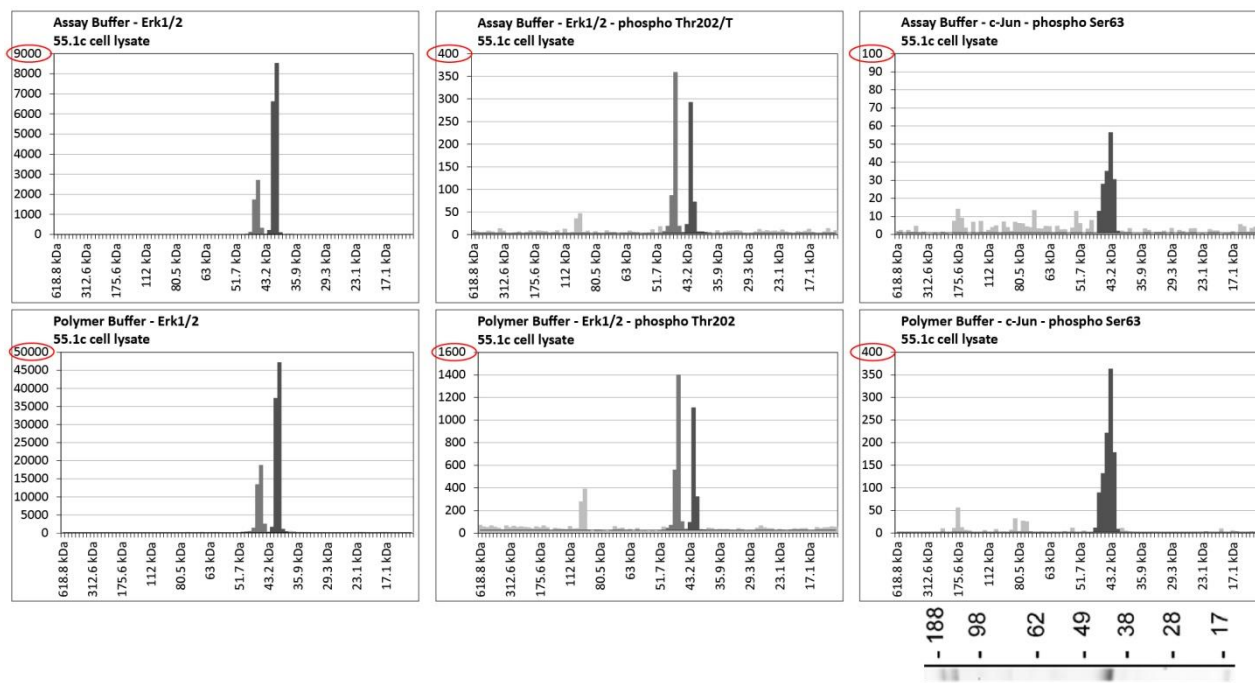 Assay Buffer - Erk1/2
55.1c cell lysate
9000
8000
7000
6000
5000
4000
3000
2000
1000
0
618.8 kDa
312.6 kDa
175.6 kDa
112 kDa
80.5 kDa
63 kDa
51.7 kDa
43.2 kDa
35.9 kDa
29.3 kDa
23.1 kDa
17.1 kDa
Assay Buffer - Erk1/2 - phospho Thr202/T
55.1c cell lysate
400
350
300
250
200
150
100
50
0
618.8 kDa
312.6 kDa
175.6 kDa
112 kDa
80.5 kDa
63 kDa
51.7 kDa
43.2 kDa
35.9 kDa
29.3 kDa
23.1 kDa
17.1 kDa
Assay Buffer - c-Jun - phospho Ser63
55.1c cell lysate
100
90
80
70
60
50
40
30
20
10
0
618.8 kDa
312.6 kDa
175.6 kDa
112 kDa
80.5 kDa
63 kDa
51.7 kDa
43.2 kDa
35.9 kDa
29.3 kDa
23.1 kDa
17.1 kDa
Polymer Buffer - Erk1/2
55.1c cell lysate
50000
45000
40000
35000
30000
25000
20000
15000
10000
5000
0
618.8 kDa
312.6 kDa
175.6 kDa
112 kDa
80.5 kDa
63 kDa
51.7 kDa
43.2 kDa
35.9 kDa
29.3 kDa
23.1 kDa
17.1 kDa
Polymer Buffer - Erk1/2 - phospho Thr202
55.1c cell lysate
1600
1400
1200
1000
800
600
400
200
0
618.8 kDa
312.6 kDa
175.6 kDa
112 kDa
80.5 kDa
63 kDa
51.7 kDa
43.2 kDa
35.9 kDa
29.3 kDa
23.1 kDa
17.1 kDa
Polymer Buffer - c-Jun - phospho Ser63
55.1c cell lysate
400
350
300
250
200
150
100
50
0
618.8 kDa
312.6 kDa
175.6 kDa
112 kDa
80.5 kDa
63 kDa
51.7 kDa
43.2 kDa
35.9 kDa
29.3 kDa
23.1 kDa
17.1 kDa
- 188
- 98
- 62
- 49
- 38
- 28
- 17